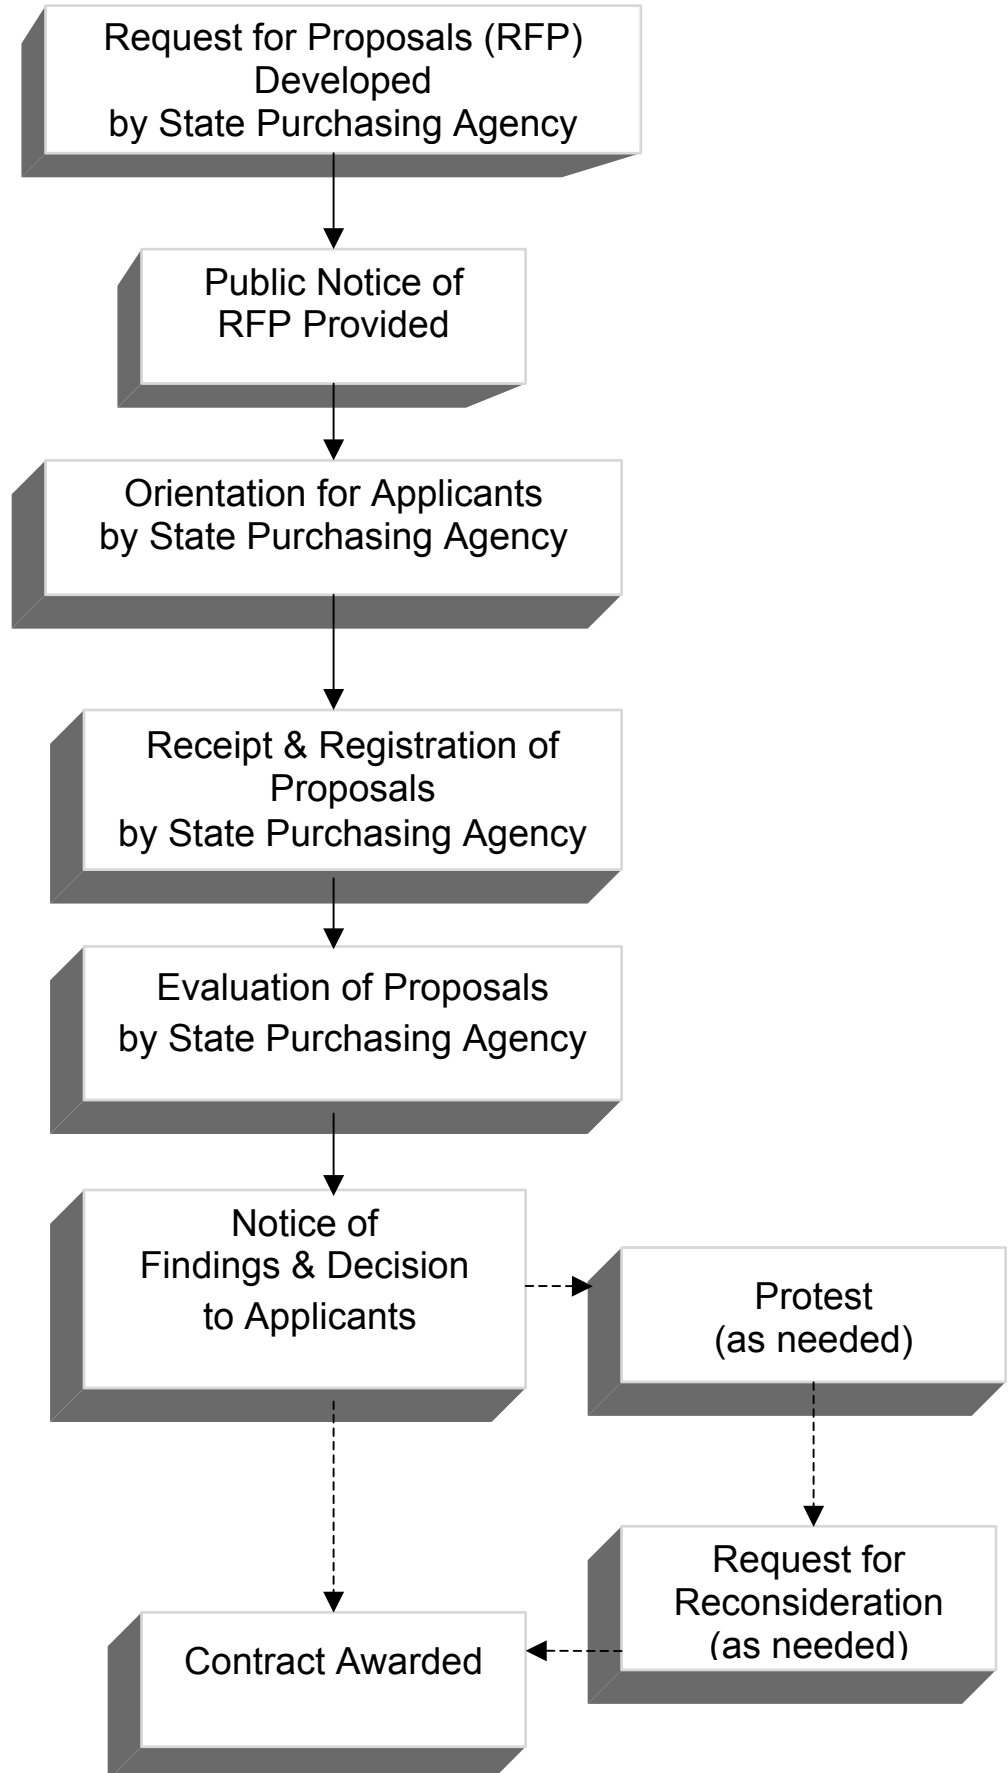 Request for Proposals (RFP)
Developed
by State Purchasing Agency
Public Notice of
RFP Provided
Orientation for Applicants
by State Purchasing Agency
Receipt & Registration of
Proposals
by State Purchasing Agency
Evaluation of Proposals
by State Purchasing Agency
Notice of
Findings & Decision
to Applicants
Protest
(as needed)
Request for
Reconsideration
(as needed)
Contract Awarded